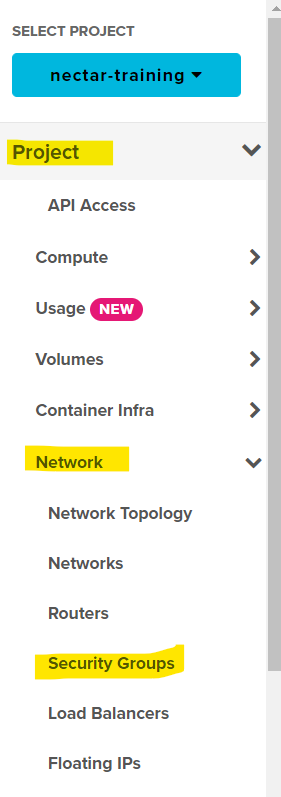 SELECT PROJECT
nectar-training
Project
API Access
Compute
Usage NEW
Volumes
Container Infra
Network
Network Topology
Networks
Routers
Security Groups
Load Balancers
Floating IPs